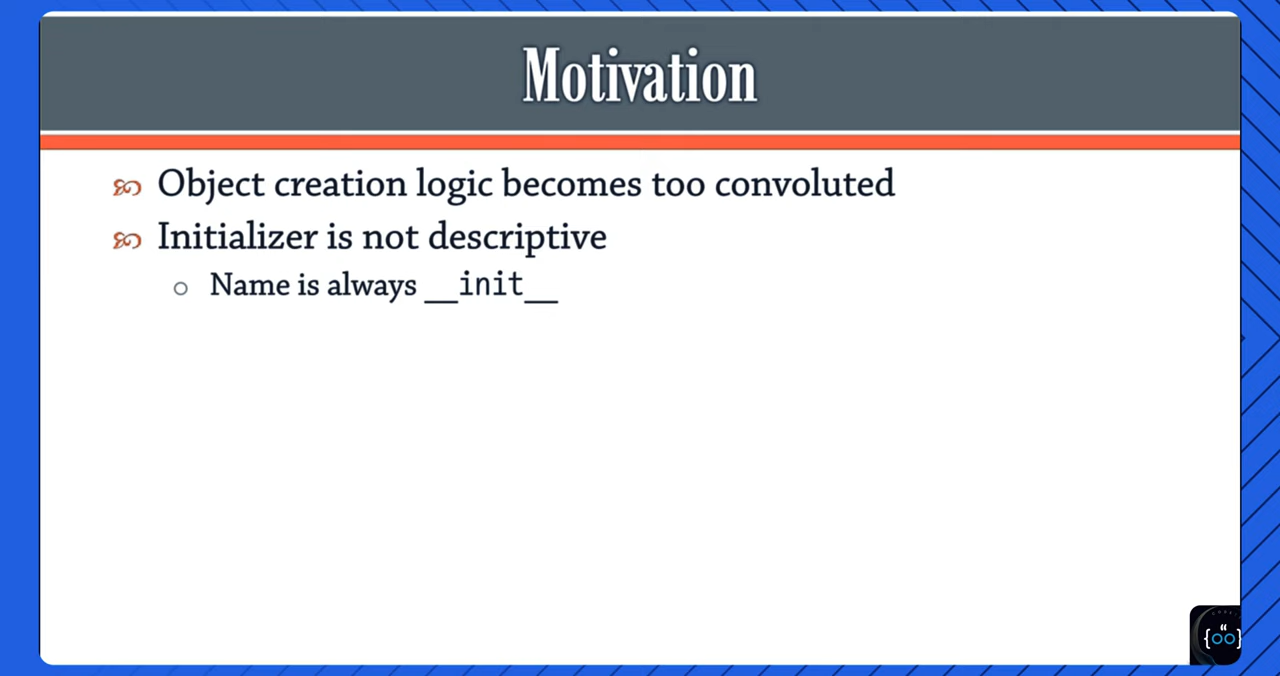 Motivation
Object creation logic becomes too convoluted
Initializer is not descriptive
Name is always __init__